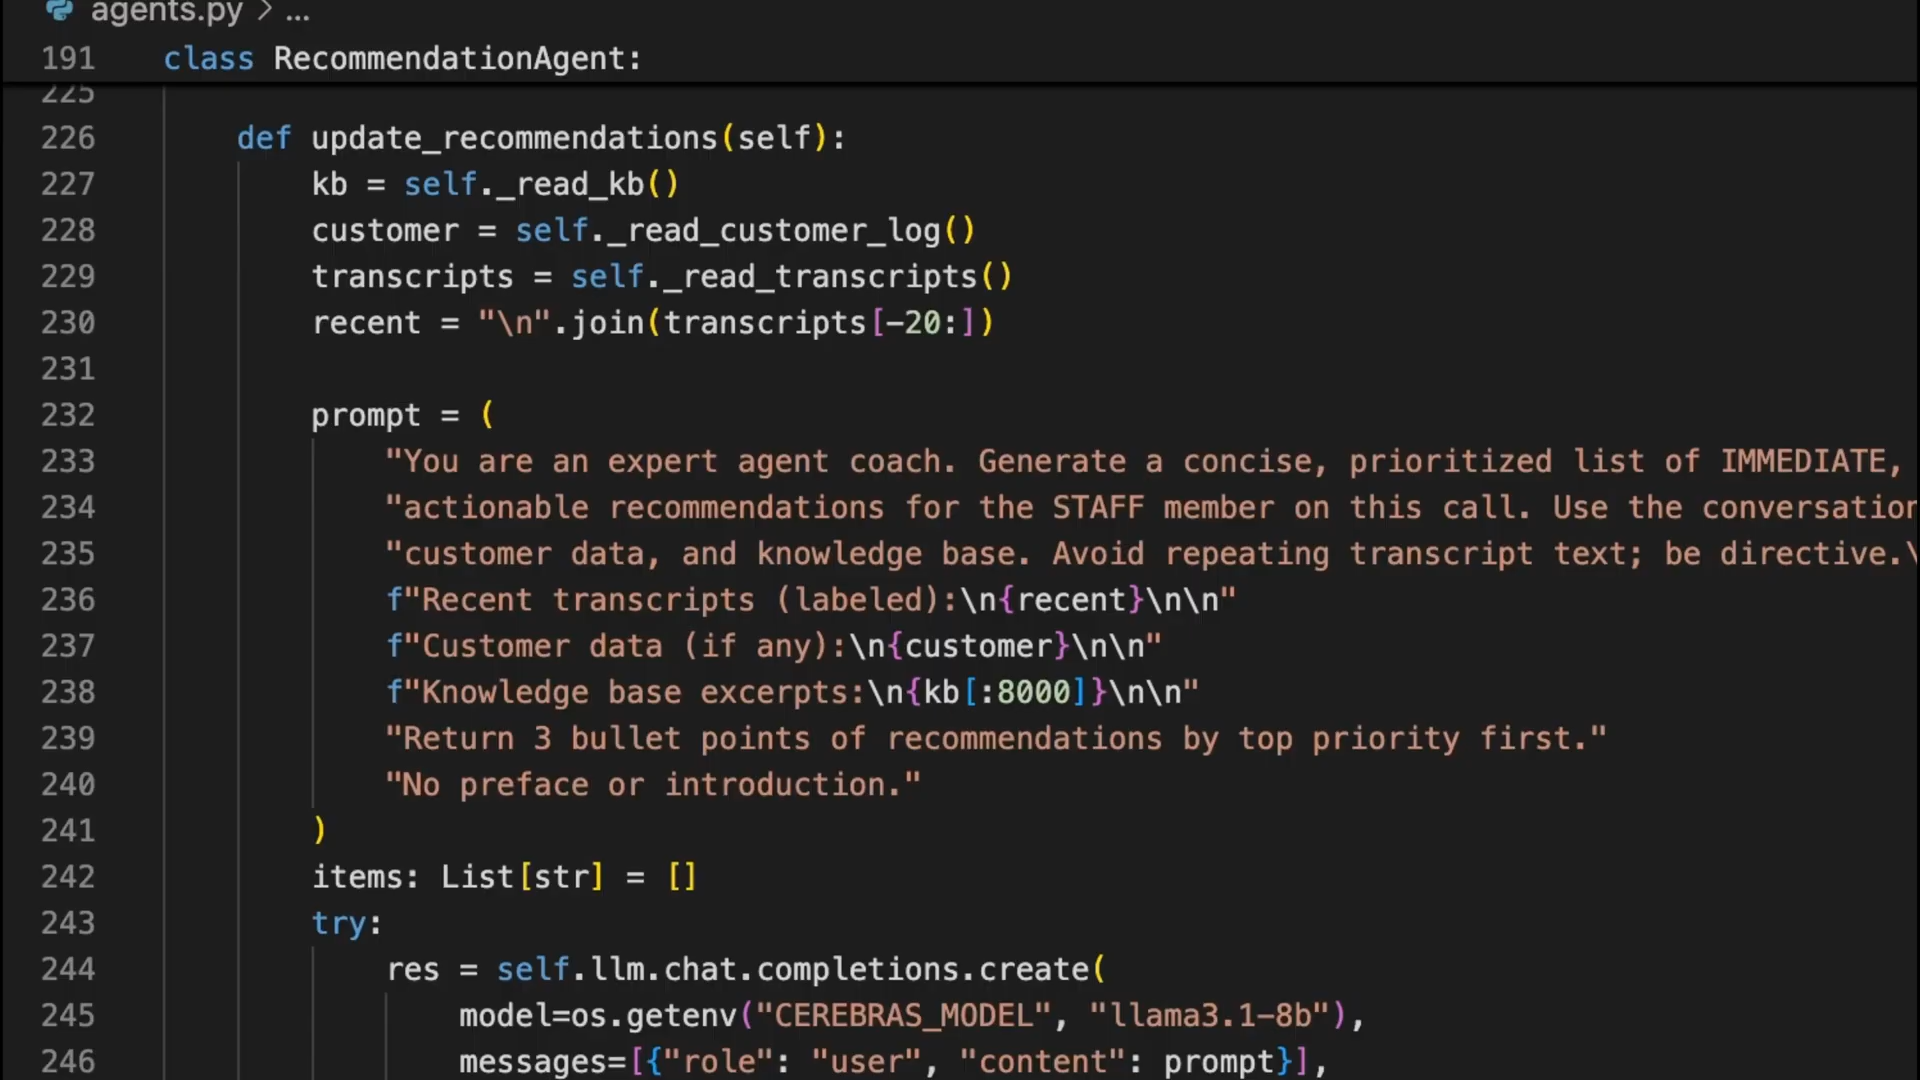 agents.py > ...
191 class RecommendationAgent:
225
226 def update_recommendations(self):
227 kb = self._read_kb()
228 customer = self._read_customer_log()
229 transcripts = self._read_transcripts()
230 recent = "\n".join(transcripts[-20:])
231
232 prompt = (
233 "You are an expert agent coach. Generate a concise, prioritized list of IMMEDIATE,
234 "actionable recommendations for the STAFF member on this call. Use the conversation
235 "customer data, and knowledge base. Avoid repeating transcript text; be directive.\
236 f"Recent transcripts (labeled):\n{recent}\n\n"
237 f"Customer data (if any):\n{customer}\n\n"
238 f"Knowledge base excerpts:\n{kb[:8000]}\n\n"
239 "Return 3 bullet points of recommendations by top priority first."
240 "No preface or introduction."
241 )
242 items: List[str] = []
243 try:
244 res = self.llm.chat.completions.create(
245 model=os.getenv("CEREBRAS_MODEL", "llama3.1-8b"),
246 messages=[{"role": "user", "content": prompt}],